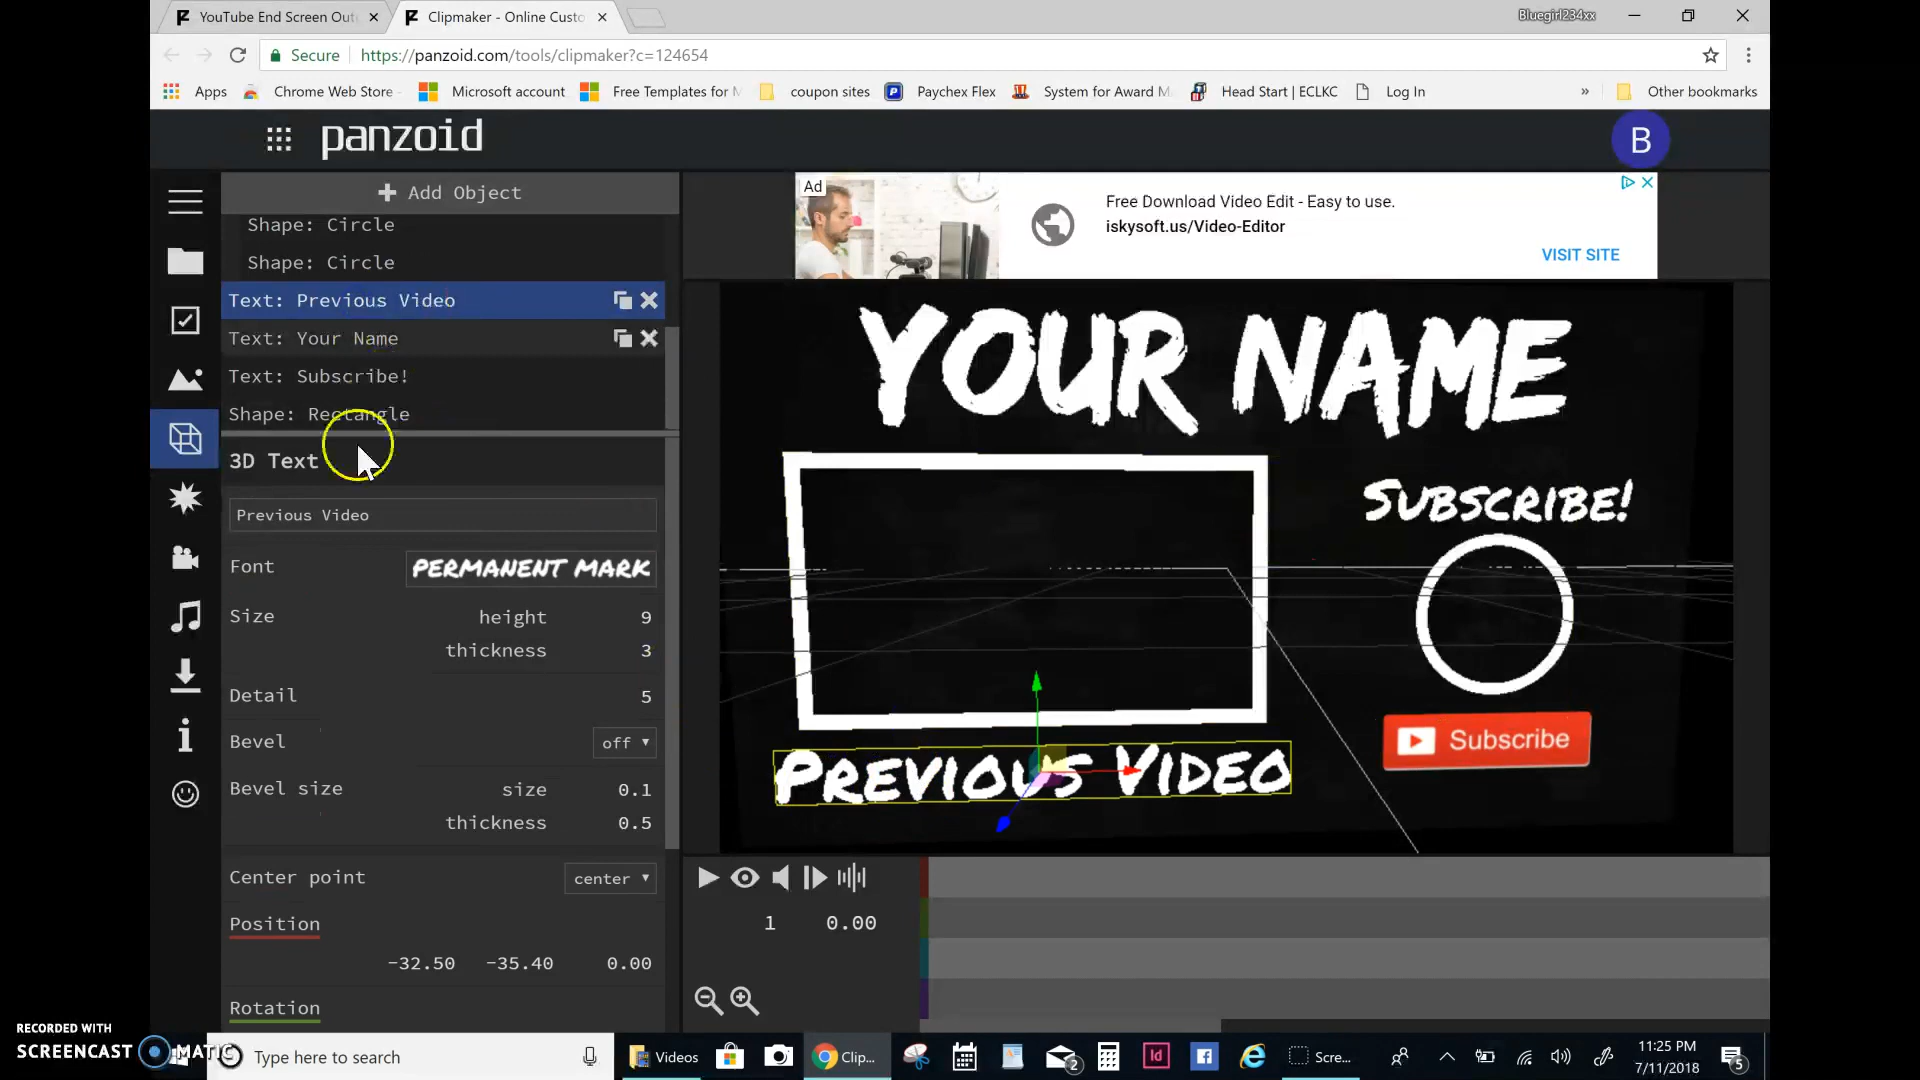 YouTube End Screen Out
Clipmaker - Online Custo
Bluegirl234xx
Secure
https://panzoid.com/tools/clipmaker?c=124654
Apps
Chrome Web Store
Microsoft account
Free Templates for M
coupon sites
Paychex Flex
System for Award M
Head Start | ECLKC
Log In
»
Other bookmarks
panzoid
B
+ Add Object
Shape: Circle
Shape: Circle
Text: Previous Video
Text: Your Name
Text: Subscribe!
Shape: Rectangle
3D Text
Previous Video
Font
PERMANENT MARK
Size
height
9
thickness
3
Detail
5
Bevel
off
Bevel size
size
0.1
thickness
0.5
Center point
center
Position
-32.50
-35.40
0.00
Rotation
Ad
Free Download Video Edit - Easy to use.
iskysoft.us/Video-Editor
VISIT SITE
YOUR NAME
SUBSCRIBE!
Subscribe
PREVIOUS VIDEO
1
0.00
RECORDED WITH
SCREENCAST MATIC
Type here to search
Videos
Clip...
2
Id
Scre...
11:25 PM
7/11/2018
5